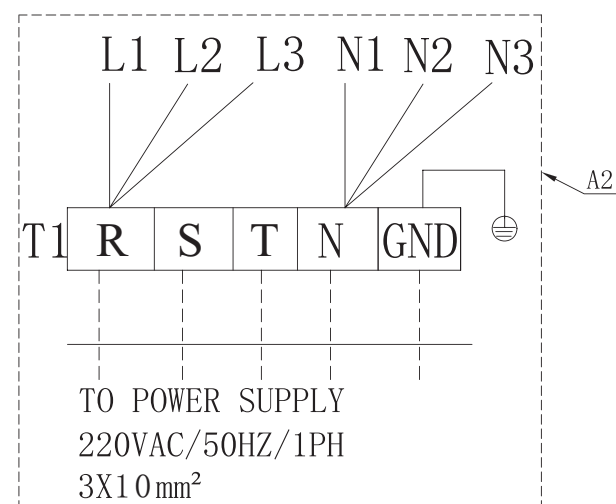 L1 L2 L3 N1 N2 N3
A2
T1 R S T N GND
TO POWER SUPPLY
220VAC/50HZ/1PH
3X10mm²